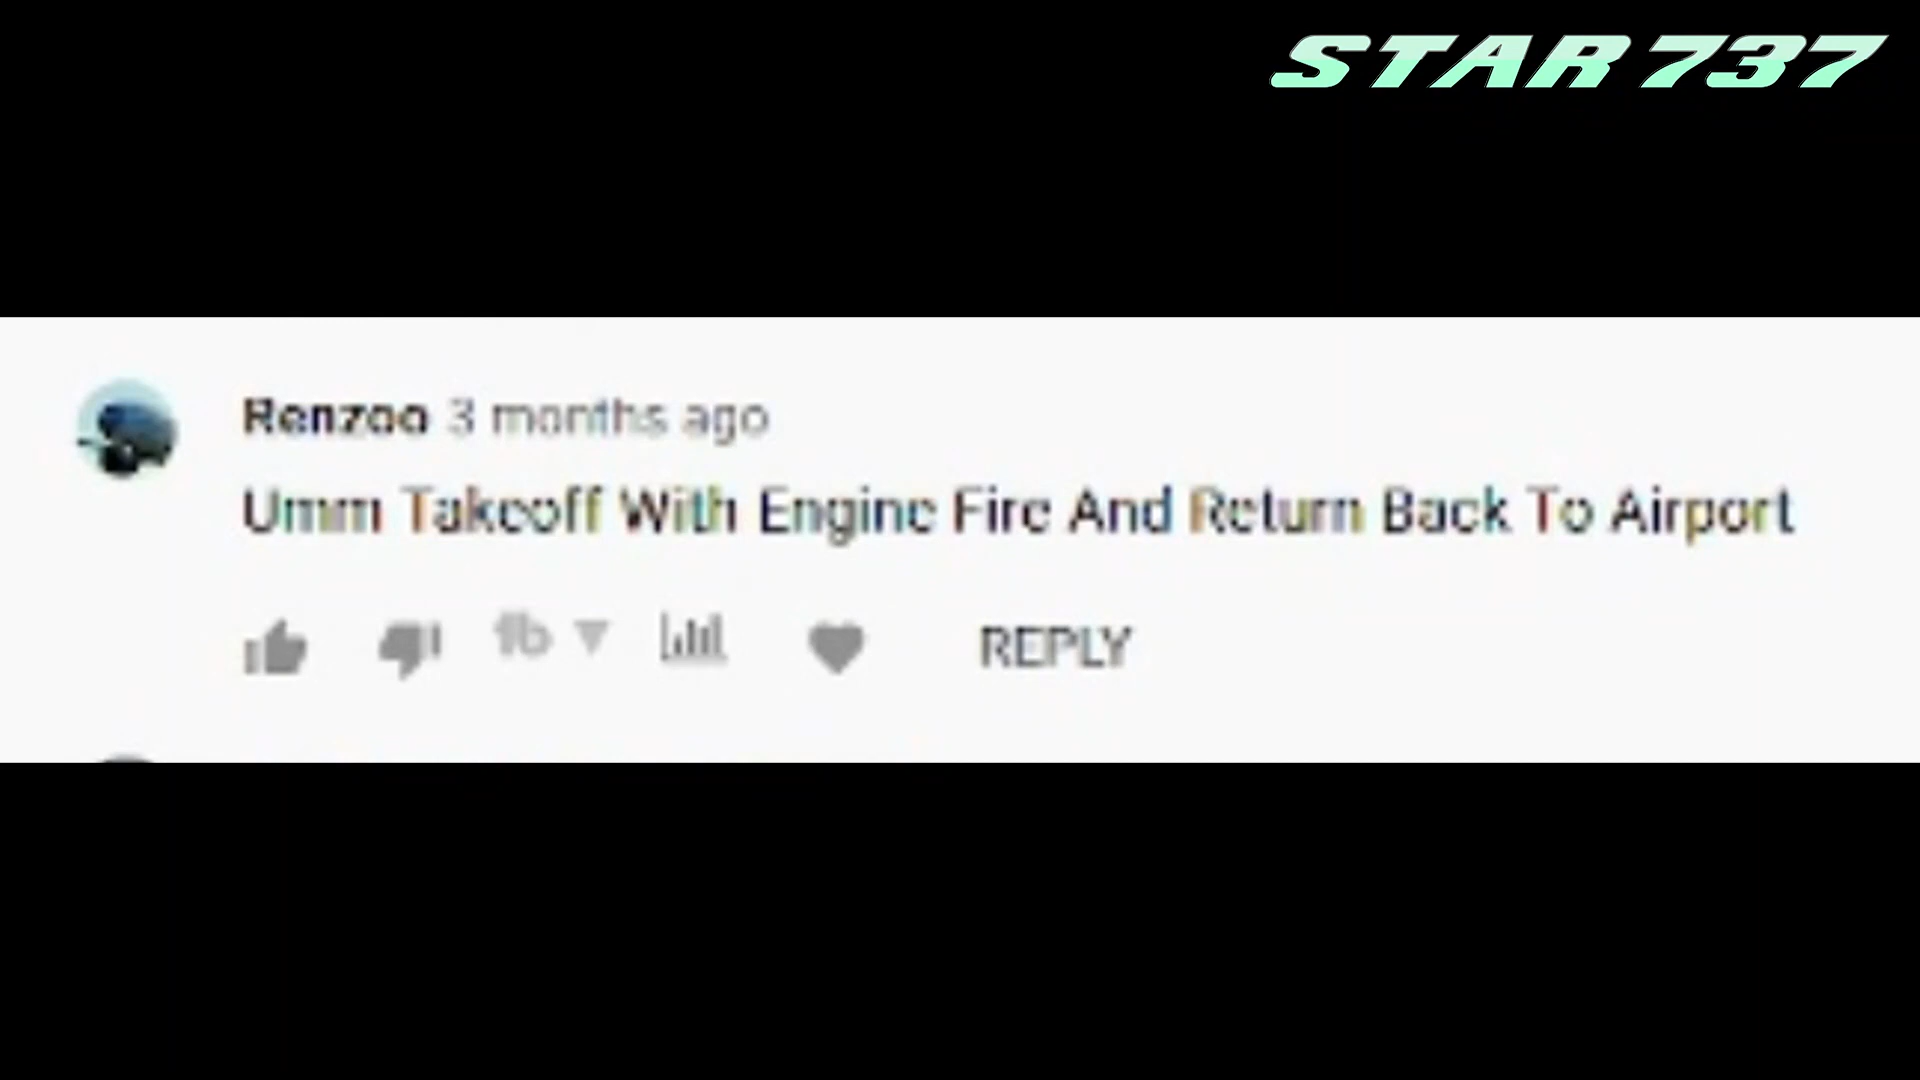 STAR 737
Renzoo 3 months ago
Umm Takeoff With Engine Fire And Return Back To Airport
REPLY